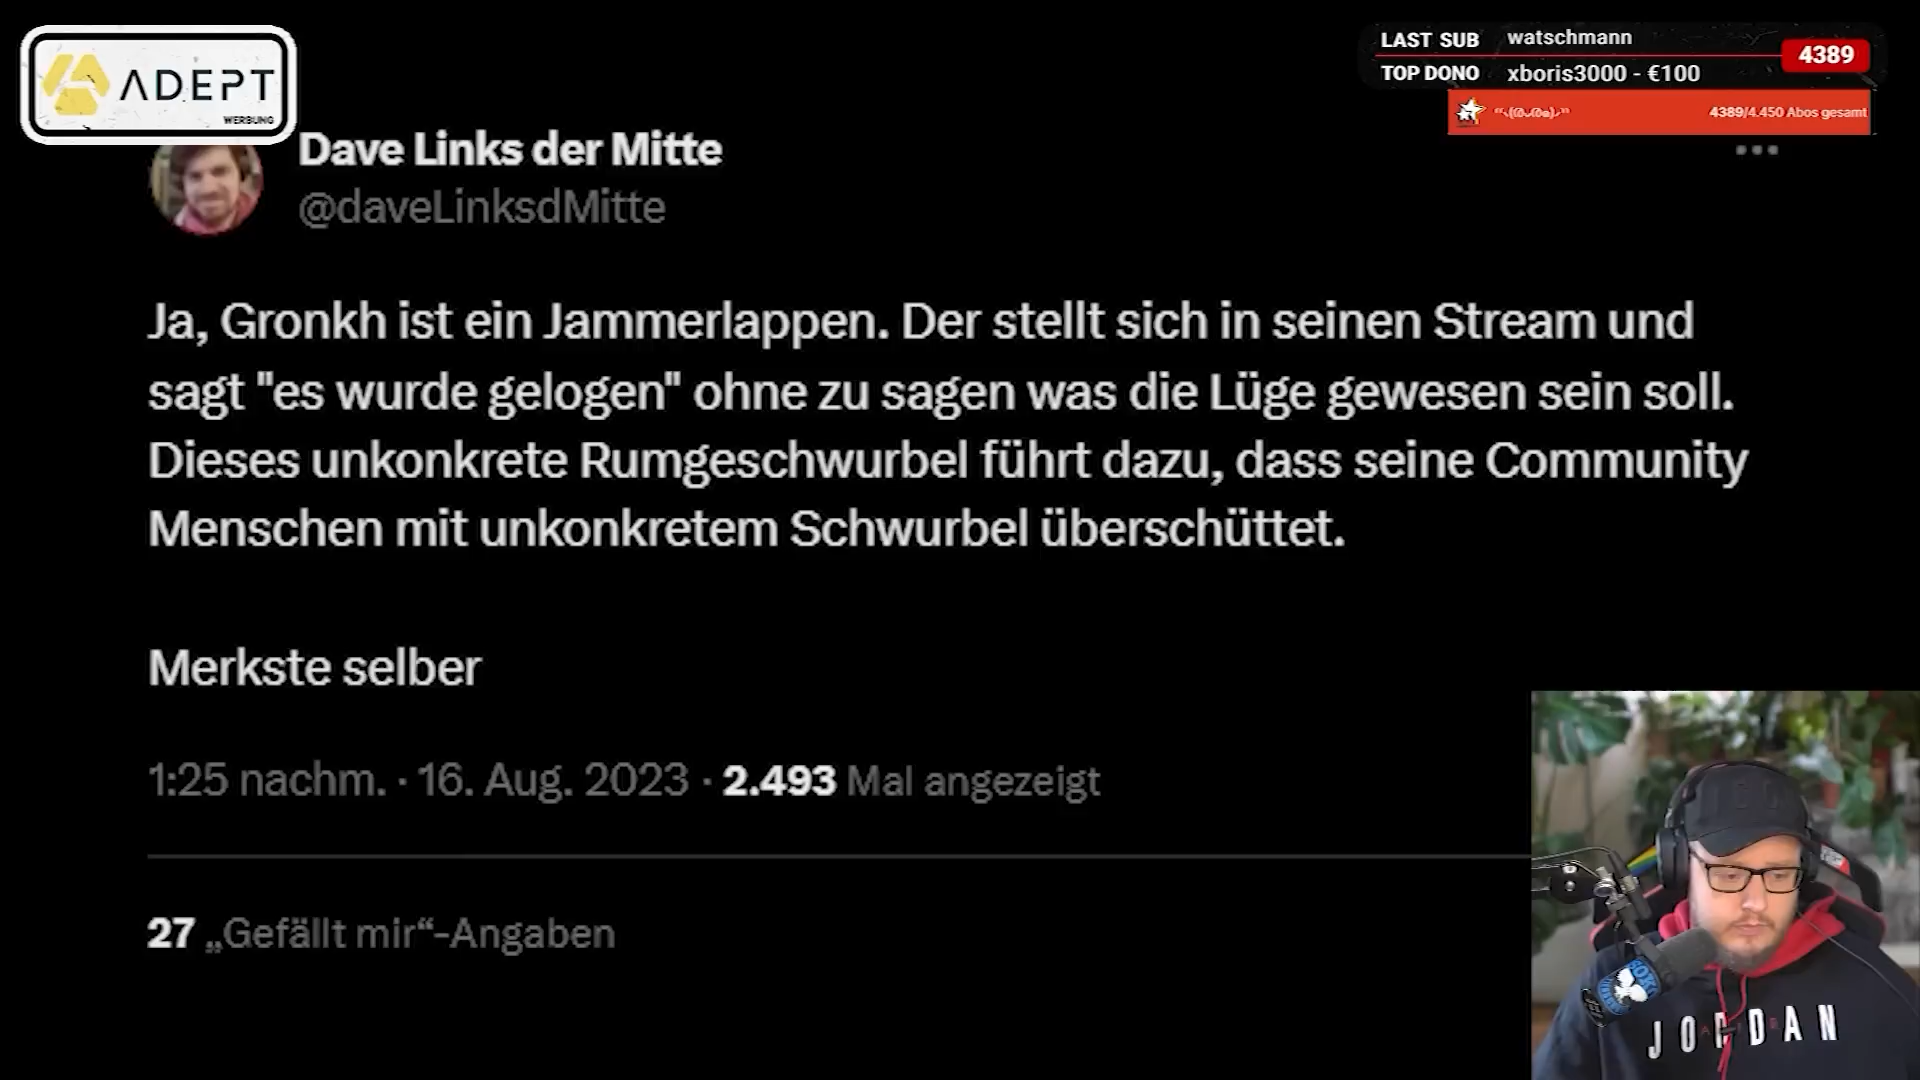 ADEPT
WERBUNG
LAST SUB watschmann
4389
TOP DONO xboris3000 - €100
4389/4.450 Abos gesamt
Dave Links der Mitte
@daveLinksdMitte
Ja, Gronkh ist ein Jammerlappen. Der stellt sich in seinen Stream und
sagt "es wurde gelogen" ohne zu sagen was die Lüge gewesen sein soll.
Dieses unkonkrete Rumgeschwurbel führt dazu, dass seine Community
Menschen mit unkonkretem Schwurbel überschüttet.
Merkste selber
1:25 nachm. · 16. Aug. 2023 · 2.493 Mal angezeigt
27 „Gefällt mir“-Angaben
JORDAN